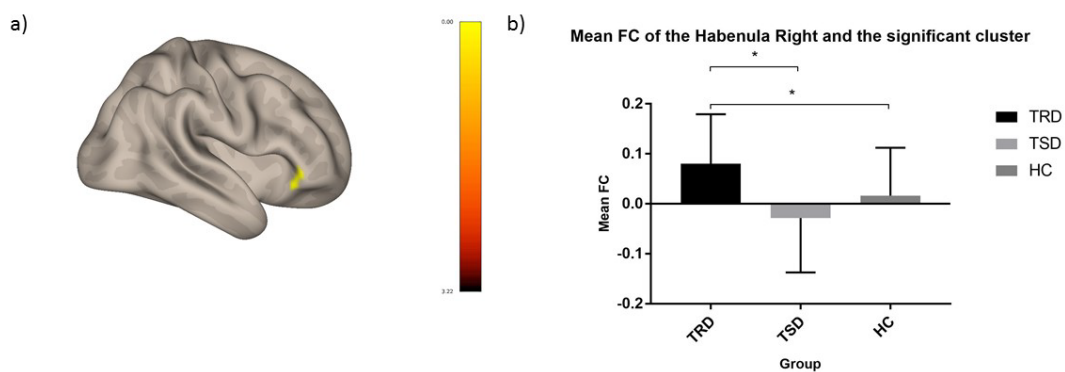 a)
0.00
3.22
b)
Mean FC of the Habenula Right and the significant cluster
*
*
0.2
0.1
0.0
-0.1
-0.2
Mean FC
TRD
TSD
HC
Group
TRD
TSD
HC